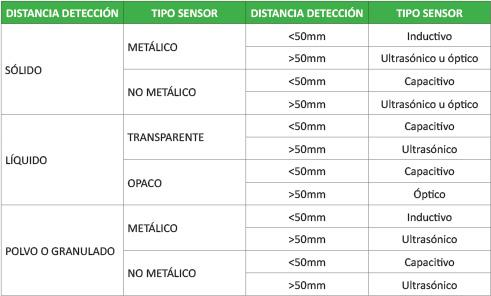 DISTANCIA DETECCIÓN TIPO SENSOR DISTANCIA DETECCIÓN TIPO SENSOR
SÓLIDO METÁLICO <50mm Inductivo
>50mm Ultrasónico u óptico
NO METÁLICO <50mm Capacitivo
>50mm Ultrasónico u óptico
LÍQUIDO TRANSPARENTE <50mm Capacitivo
>50mm Ultrasónico
OPACO <50mm Capacitivo
>50mm Óptico
POLVO O GRANULADO METÁLICO <50mm Inductivo
>50mm Ultrasónico
NO METÁLICO <50mm Capacitivo
>50mm Ultrasónico